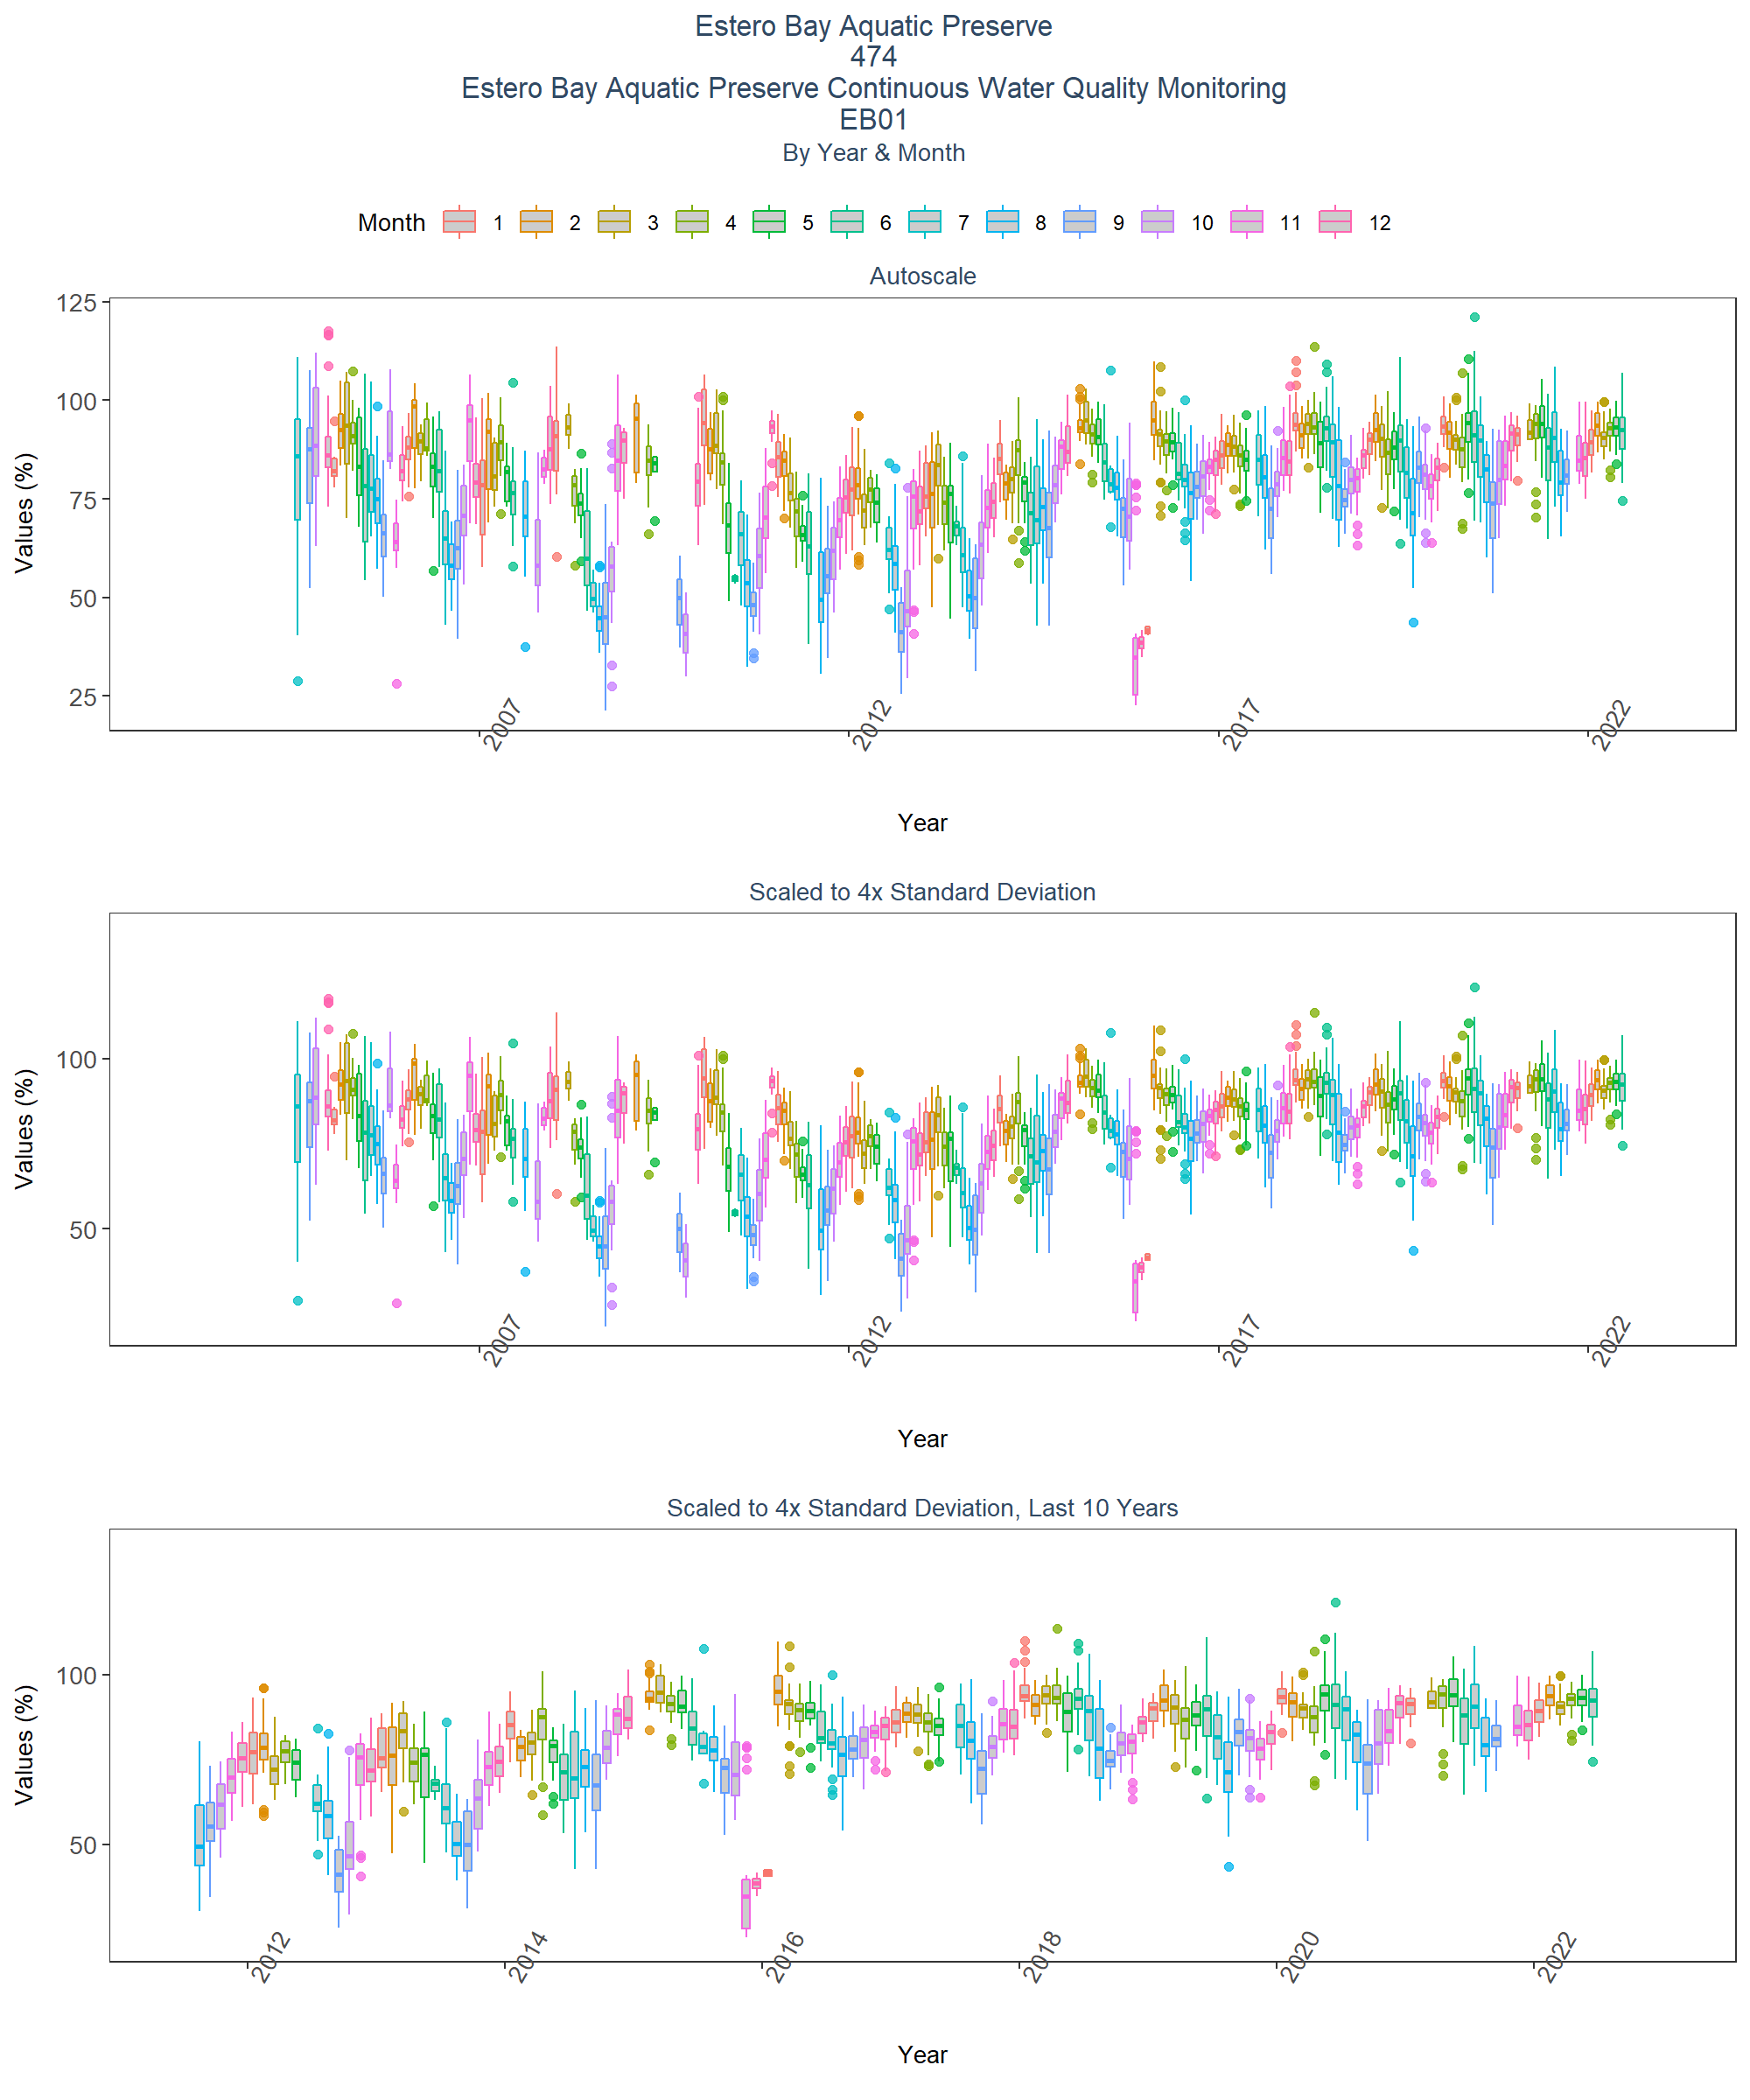 Estero Bay Aquatic Preserve
474
Estero Bay Aquatic Preserve Continuous Water Quality Monitoring
EB01
By Year & Month
Month 1 2 3 4 5 6 7 8 9 10 11 12
Autoscale
125
100
75
50
25
Values (%)
2007 2012 2017 2022
Year
Scaled to 4x Standard Deviation
100
50
Values (%)
2007 2012 2017 2022
Year
Scaled to 4x Standard Deviation, Last 10 Years
100
50
Values (%)
2012 2014 2016 2018 2020 2022
Year